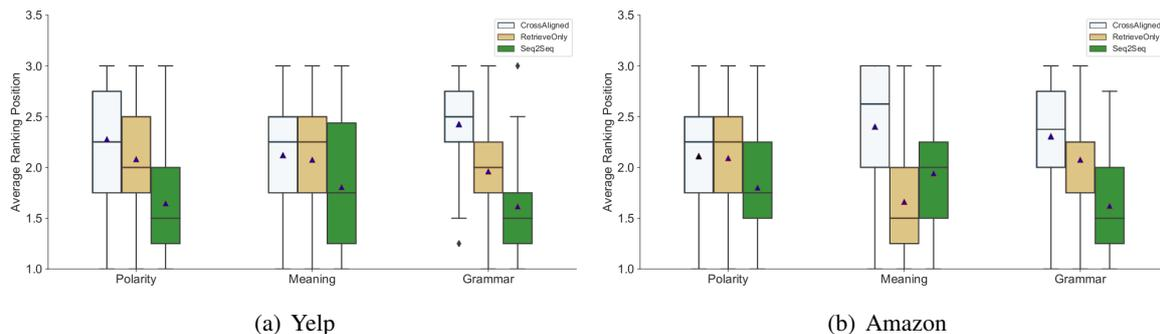 3.5
3.0
2.5
2.0
1.5
1.0
Average Ranking Position
Polarity
Meaning
Grammar
CrossAligned
RetrieveOnly
Seq2Seq
(a) Yelp
3.5
3.0
2.5
2.0
1.5
1.0
Average Ranking Position
Polarity
Meaning
Grammar
CrossAligned
RetrieveOnly
Seq2Seq
(b) Amazon